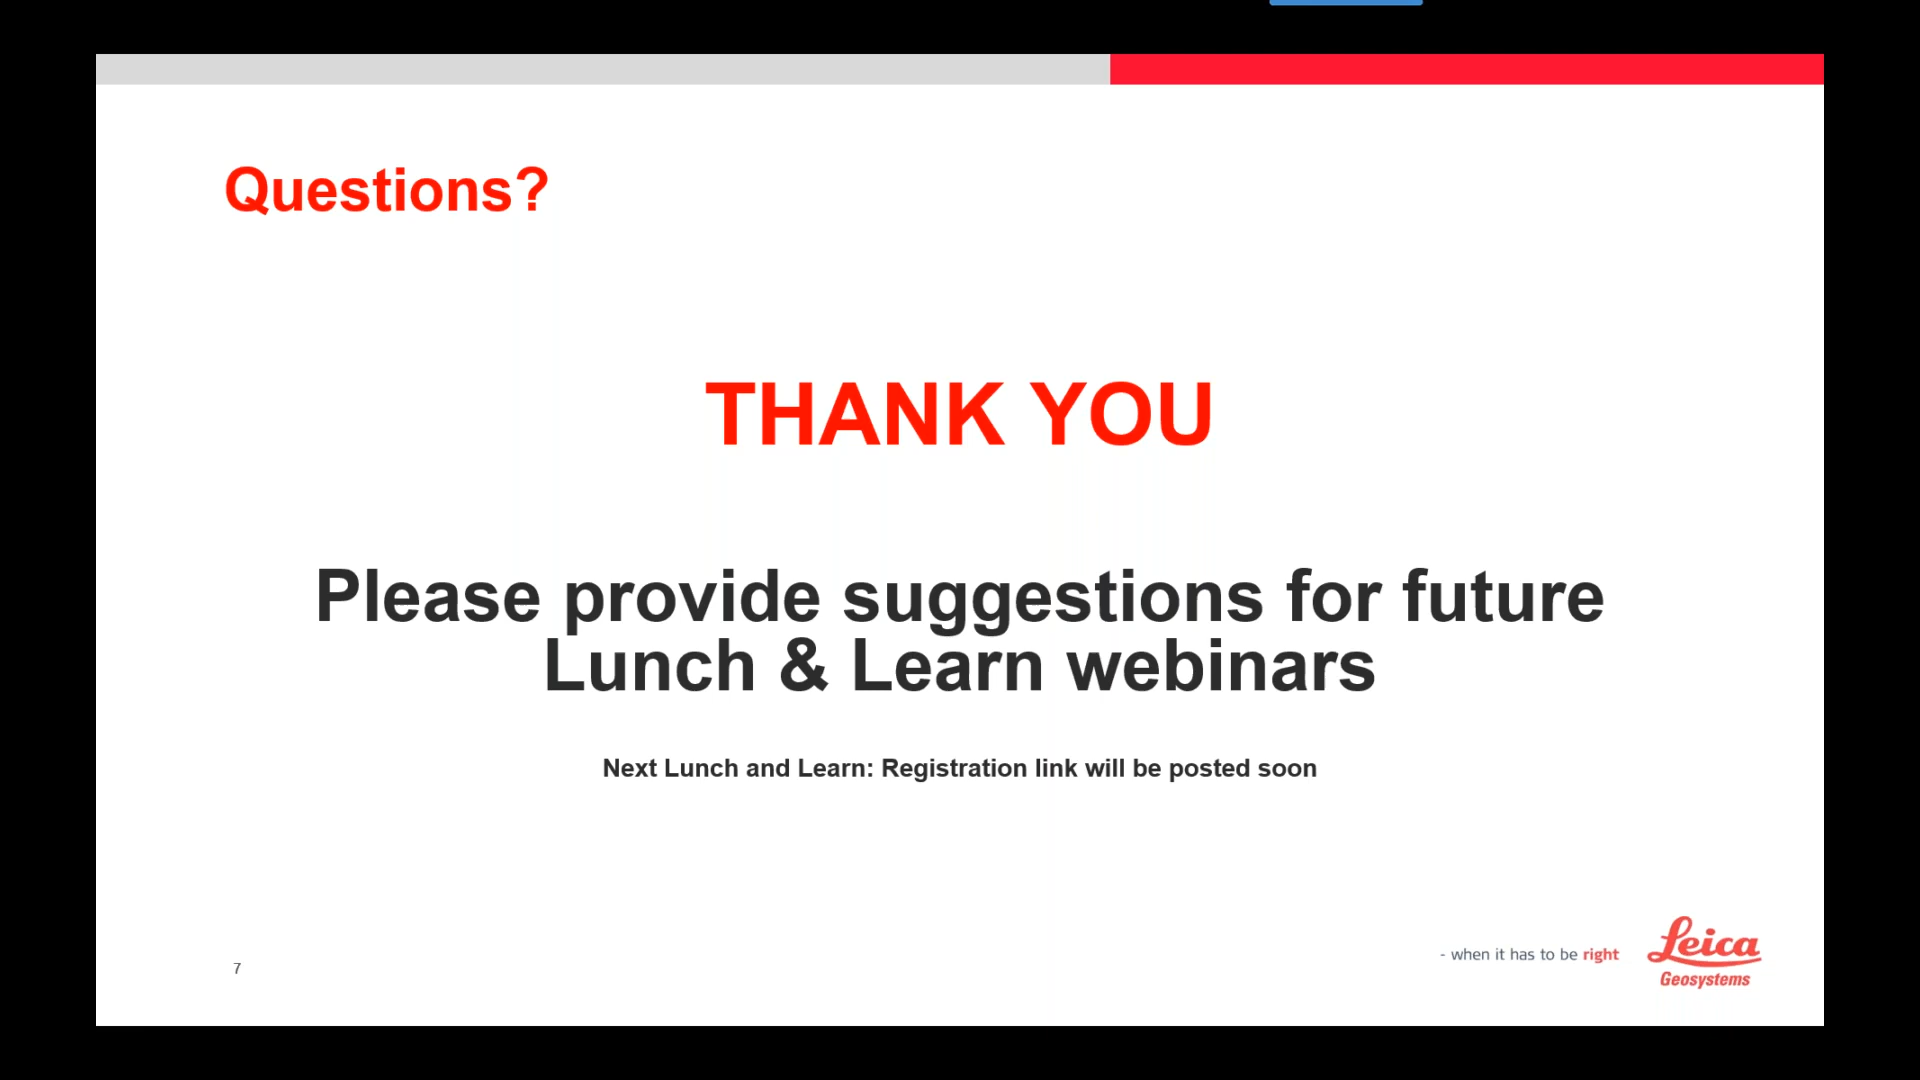 Questions?
THANK YOU
Please provide suggestions for future
Lunch & Learn webinars
Next Lunch and Learn: Registration link will be posted soon
7
- when it has to be right
Leica
Geosystems